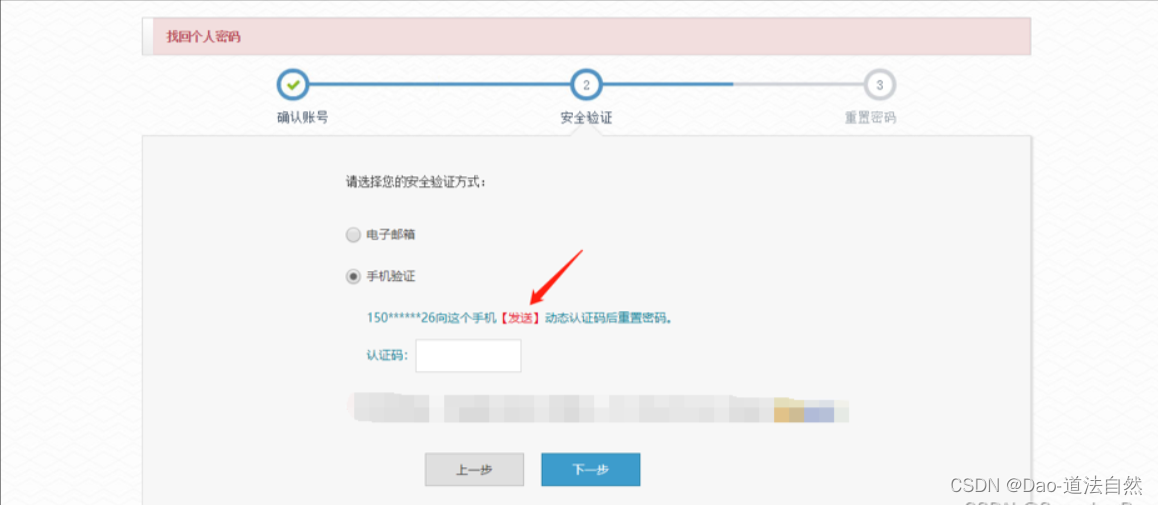 找回个人密码
2
3
确认账号
安全验证
重置密码
请选择您的安全验证方式：
电子邮箱
手机验证
150******26向这个手机【发送】动态认证码后重置密码。
认证码：
上一步
下一步
CSDN @Dao-道法自然